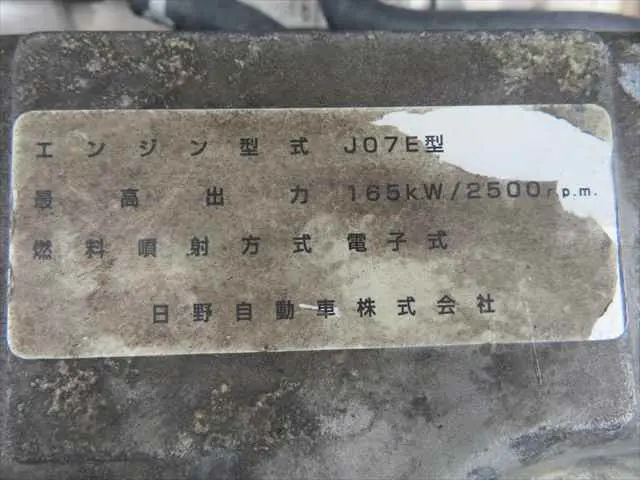 エンジン型式 J07E型
最高出力 165kW/2500r.p.m.
燃料噴射方式 電子式
日野自動車株式会社